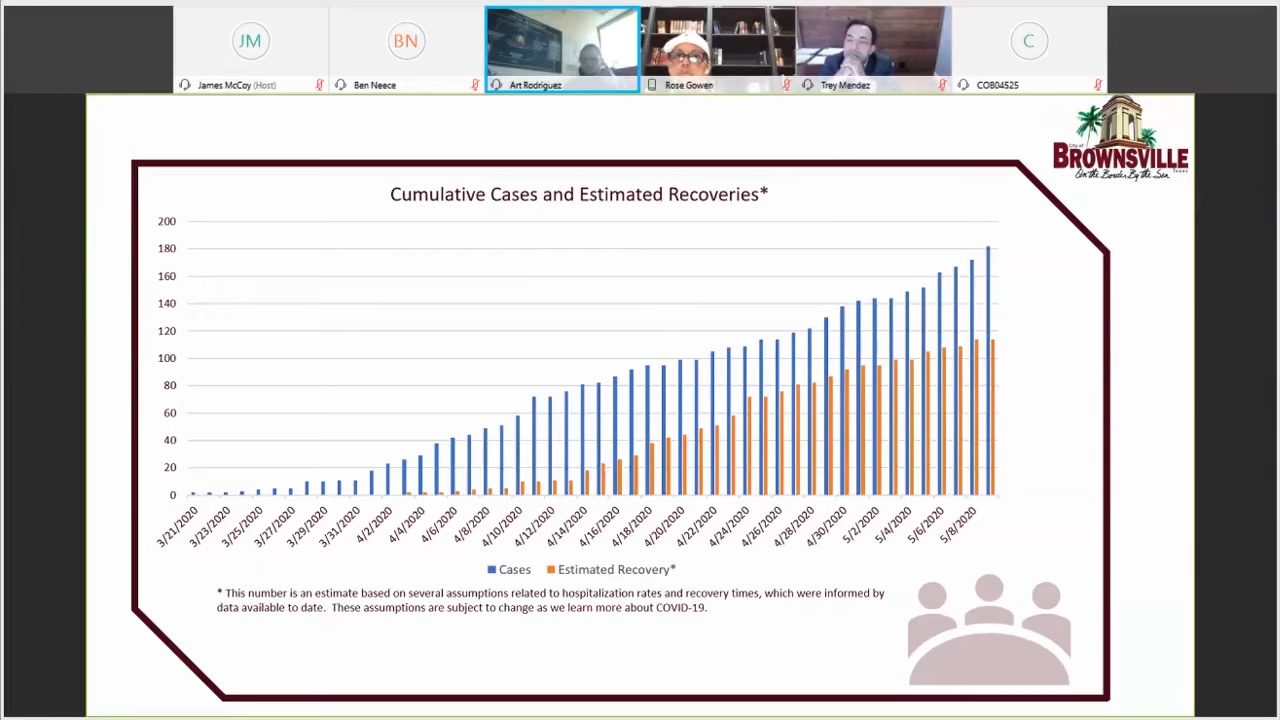 JM
BN
C
James McCoy (Host)
Ben Neece
Art Rodriguez
Rose Gowen
Trey Mendez
COB04525
City of
BROWNSVILLE
Texas
On the Border By the Sea
Cumulative Cases and Estimated Recoveries*
200
180
160
140
120
100
80
60
40
20
0
3/21/2020
3/23/2020
3/25/2020
3/27/2020
3/29/2020
3/31/2020
4/2/2020
4/4/2020
4/6/2020
4/8/2020
4/10/2020
4/12/2020
4/14/2020
4/16/2020
4/18/2020
4/20/2020
4/22/2020
4/24/2020
4/26/2020
4/28/2020
4/30/2020
5/2/2020
5/4/2020
5/6/2020
5/8/2020
Cases
Estimated Recovery*
* This number is an estimate based on several assumptions related to hospitalization rates and recovery times, which were informed by
data available to date. These assumptions are subject to change as we learn more about COVID-19.